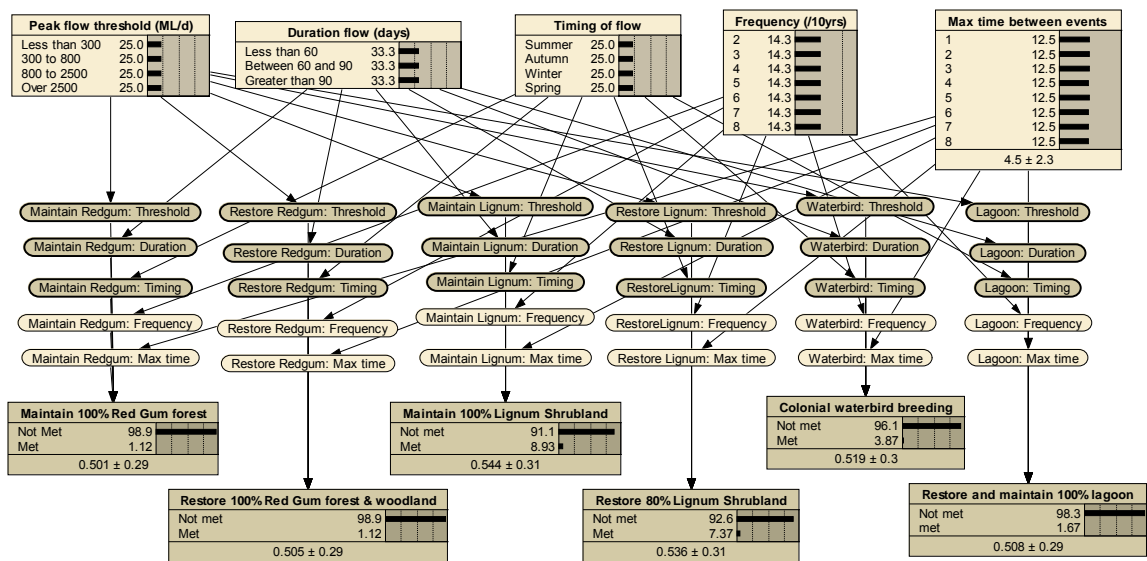 Peak flow threshold (ML/d)
Less than 300 25.0
300 to 800 25.0
800 to 2500 25.0
Over 2500 25.0
Duration flow (days)
Less than 60 33.3
Between 60 and 90 33.3
Greater than 90 33.3
Timing of flow
Summer 25.0
Autumn 25.0
Winter 25.0
Spring 25.0
Frequency (/10yrs)
2 14.3
3 14.3
4 14.3
5 14.3
6 14.3
7 14.3
8 14.3
Max time between events
1 12.5
2 12.5
3 12.5
4 12.5
5 12.5
6 12.5
7 12.5
8 12.5
4.5 ± 2.3
Maintain Redgum: Threshold
Restore Redgum: Threshold
Maintain Lignum: Threshold
Restore Lignum: Threshold
Waterbird: Threshold
Lagoon: Threshold
Maintain Redgum: Duration
Restore Redgum: Duration
Maintain Lignum: Duration
Restore Lignum: Duration
Waterbird: Duration
Lagoon: Duration
Maintain Redgum: Timing
Restore Redgum: Timing
Maintain Lignum: Timing
RestoreLignum: Timing
Waterbird: Timing
Lagoon: Timing
Maintain Redgum: Frequency
Restore Redgum: Frequency
Maintain Lignum: Frequency
RestoreLignum: Frequency
Waterbird: Frequency
Lagoon: Frequency
Maintain Redgum: Max time
Restore Redgum: Max time
Maintain Lignum: Max time
Restore Lignum: Max time
Waterbird: Max time
Lagoon: Max time
Maintain 100% Red Gum forest
Not Met 98.9
Met 1.12
0.501 ± 0.29
Maintain 100% Lignum Shrubland
Not met 91.1
Met 8.93
0.544 ± 0.31
Colonial waterbird breeding
Not met 96.1
Met 3.87
0.519 ± 0.3
Restore 100% Red Gum forest & woodland
Not met 98.9
Met 1.12
0.505 ± 0.29
Restore 80% Lignum Shrubland
Not met 92.6
Met 7.37
0.536 ± 0.31
Restore and maintain 100% lagoon
Not met 98.3
met 1.67
0.508 ± 0.29